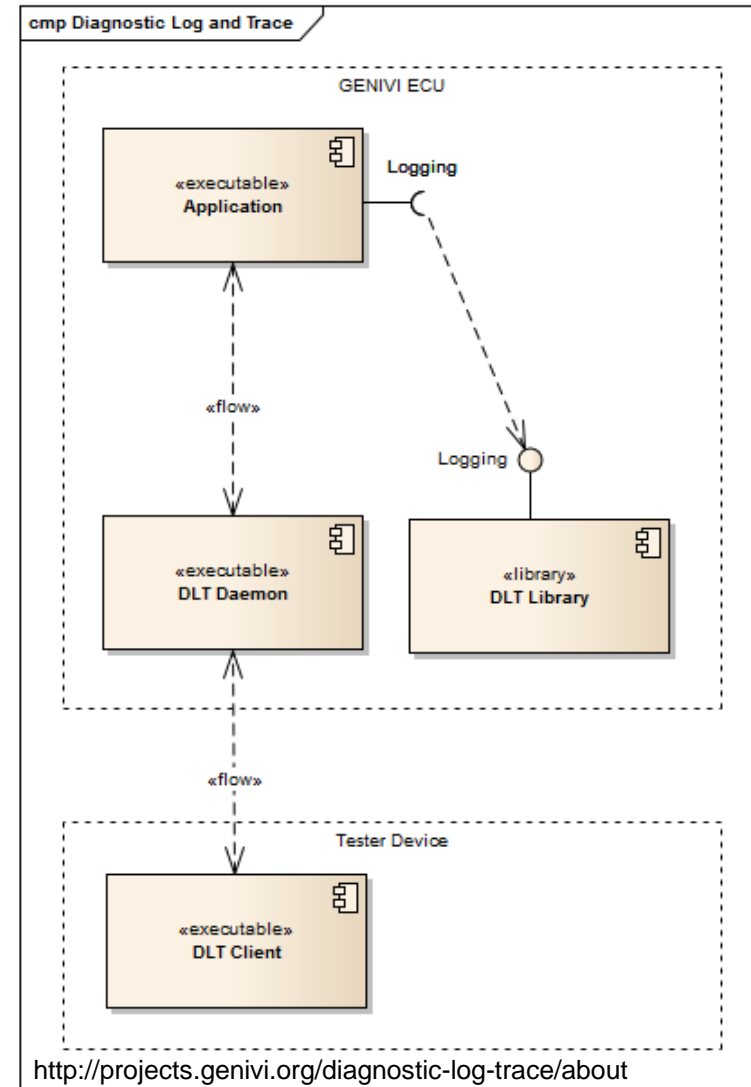 cmp Diagnostic Log and Trace
GENIVI ECU
«executable»
Application
Logging
«flow»
Logging
«executable»
DLT Daemon
«library»
DLT Library
«flow»
Tester Device
«executable»
DLT Client
http://projects.genivi.org/diagnostic-log-trace/about